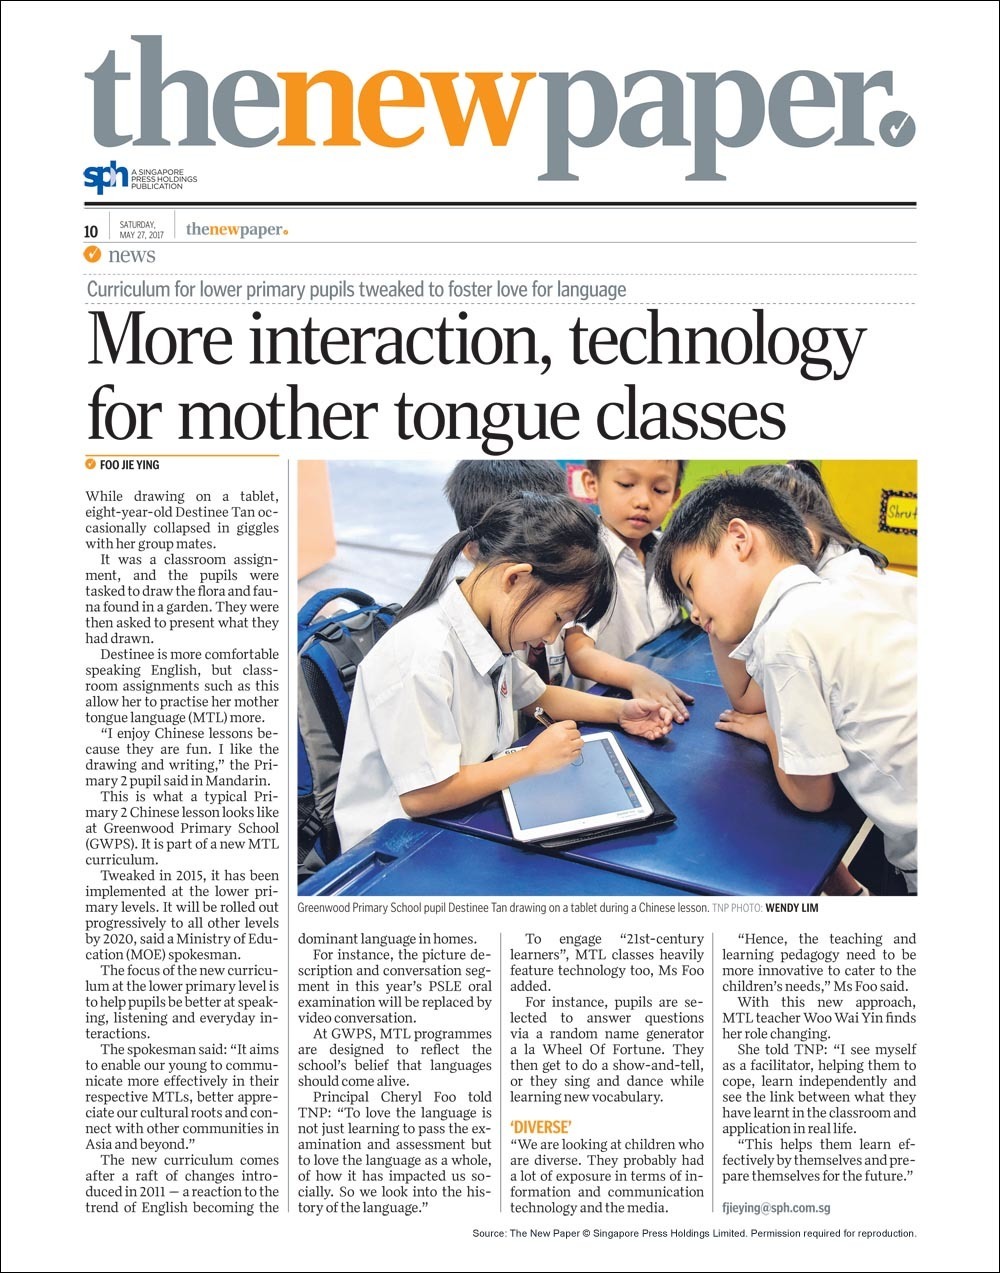 thenewpaper.
sph
A SINGAPORE
PRESS HOLDINGS
PUBLICATION
10
SATURDAY,
MAY 27, 2017
thenewpaper.
news
Curriculum for lower primary pupils tweaked to foster love for language
More interaction, technology
for mother tongue classes
FOO JIE YING
While drawing on a tablet,
eight-year-old Destinee Tan oc-
casionally collapsed in giggles
with her group mates.
It was a classroom assign-
ment, and the pupils were
tasked to draw the flora and fau-
na found in a garden. They were
then asked to present what they
had drawn.
Destinee is more comfortable
speaking English, but class-
room assignments such as this
allow her to practise her mother
tongue language (MTL) more.
“I enjoy Chinese lessons be-
cause they are fun. I like the
drawing and writing,” the Pri-
mary 2 pupil said in Mandarin.
This is what a typical Pri-
mary 2 Chinese lesson looks like
at Greenwood Primary School
(GWPS). It is part of a new MTL
curriculum.
Tweaked in 2015, it has been
implemented at the lower pri-
mary levels. It will be rolled out
progressively to all other levels
by 2020, said a Ministry of Edu-
cation (MOE) spokesman.
The focus of the new curricu-
lum at the lower primary level is
to help pupils be better at speak-
ing, listening and everyday in-
teractions.
The spokesman said: “It aims
to enable our young to commu-
nicate more effectively in their
respective MTLs, better appre-
ciate our cultural roots and con-
nect with other communities in
Asia and beyond.”
The new curriculum comes
after a raft of changes intro-
duced in 2011 — a reaction to the
trend of English becoming the
Shrut
Greenwood Primary School pupil Destinee Tan drawing on a tablet during a Chinese lesson. TNP PHOTO: WENDY LIM
dominant language in homes.
For instance, the picture de-
scription and conversation seg-
ment in this year’s PSLE oral
examination will be replaced by
video conversation.
At GWPS, MTL programmes
are designed to reflect the
school’s belief that languages
should come alive.
Principal Cheryl Foo told
TNP: “To love the language is
not just learning to pass the ex-
amination and assessment but
to love the language as a whole,
of how it has impacted us so-
cially. So we look into the his-
tory of the language.”
To engage “21st-century
learners”, MTL classes heavily
feature technology too, Ms Foo
added.
For instance, pupils are se-
lected to answer questions
via a random name generator
a la Wheel Of Fortune. They
then get to do a show-and-tell,
or they sing and dance while
learning new vocabulary.
‘DIVERSE’
“We are looking at children who
are diverse. They probably had
a lot of exposure in terms of in-
formation and communication
technology and the media.
“Hence, the teaching and
learning pedagogy need to be
more innovative to cater to the
children’s needs,” Ms Foo said.
With this new approach,
MTL teacher Woo Wai Yin finds
her role changing.
She told TNP: “I see myself
as a facilitator, helping them to
cope, learn independently and
see the link between what they
have learnt in the classroom and
application in real life.
“This helps them learn ef-
fectively by themselves and pre-
pare themselves for the future.”
fjieying@sph.com.sg
Source: The New Paper © Singapore Press Holdings Limited. Permission required for reproduction.